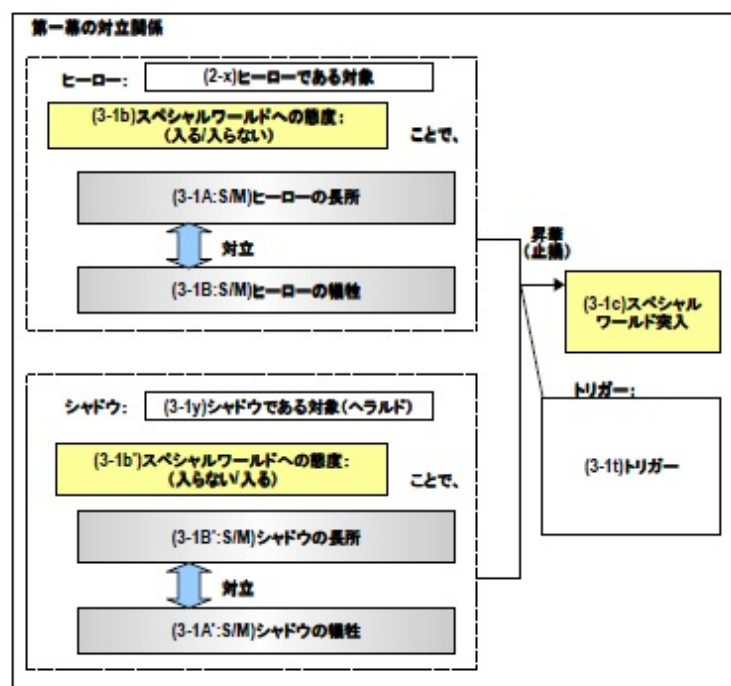 第一幕の対立関係
ヒーロー： (2-x)ヒーローである対象
(3-1b)スペシャルワールドへの態度：
(入る/入らない)
ことで、
(3-1A:S/M)ヒーローの長所
対立
(3-1B:S/M)ヒーローの犠牲
昇華
(止揚)
(3-1c)スペシャル
ワールド突入
トリガー：
(3-1t)トリガー
シャドウ： (3-1y)シャドウである対象(ヘラルド)
(3-1b')スペシャルワールドへの態度：
(入らない/入る)
ことで、
(3-1B':S/M)シャドウの長所
対立
(3-1A':S/M)シャドウの犠牲